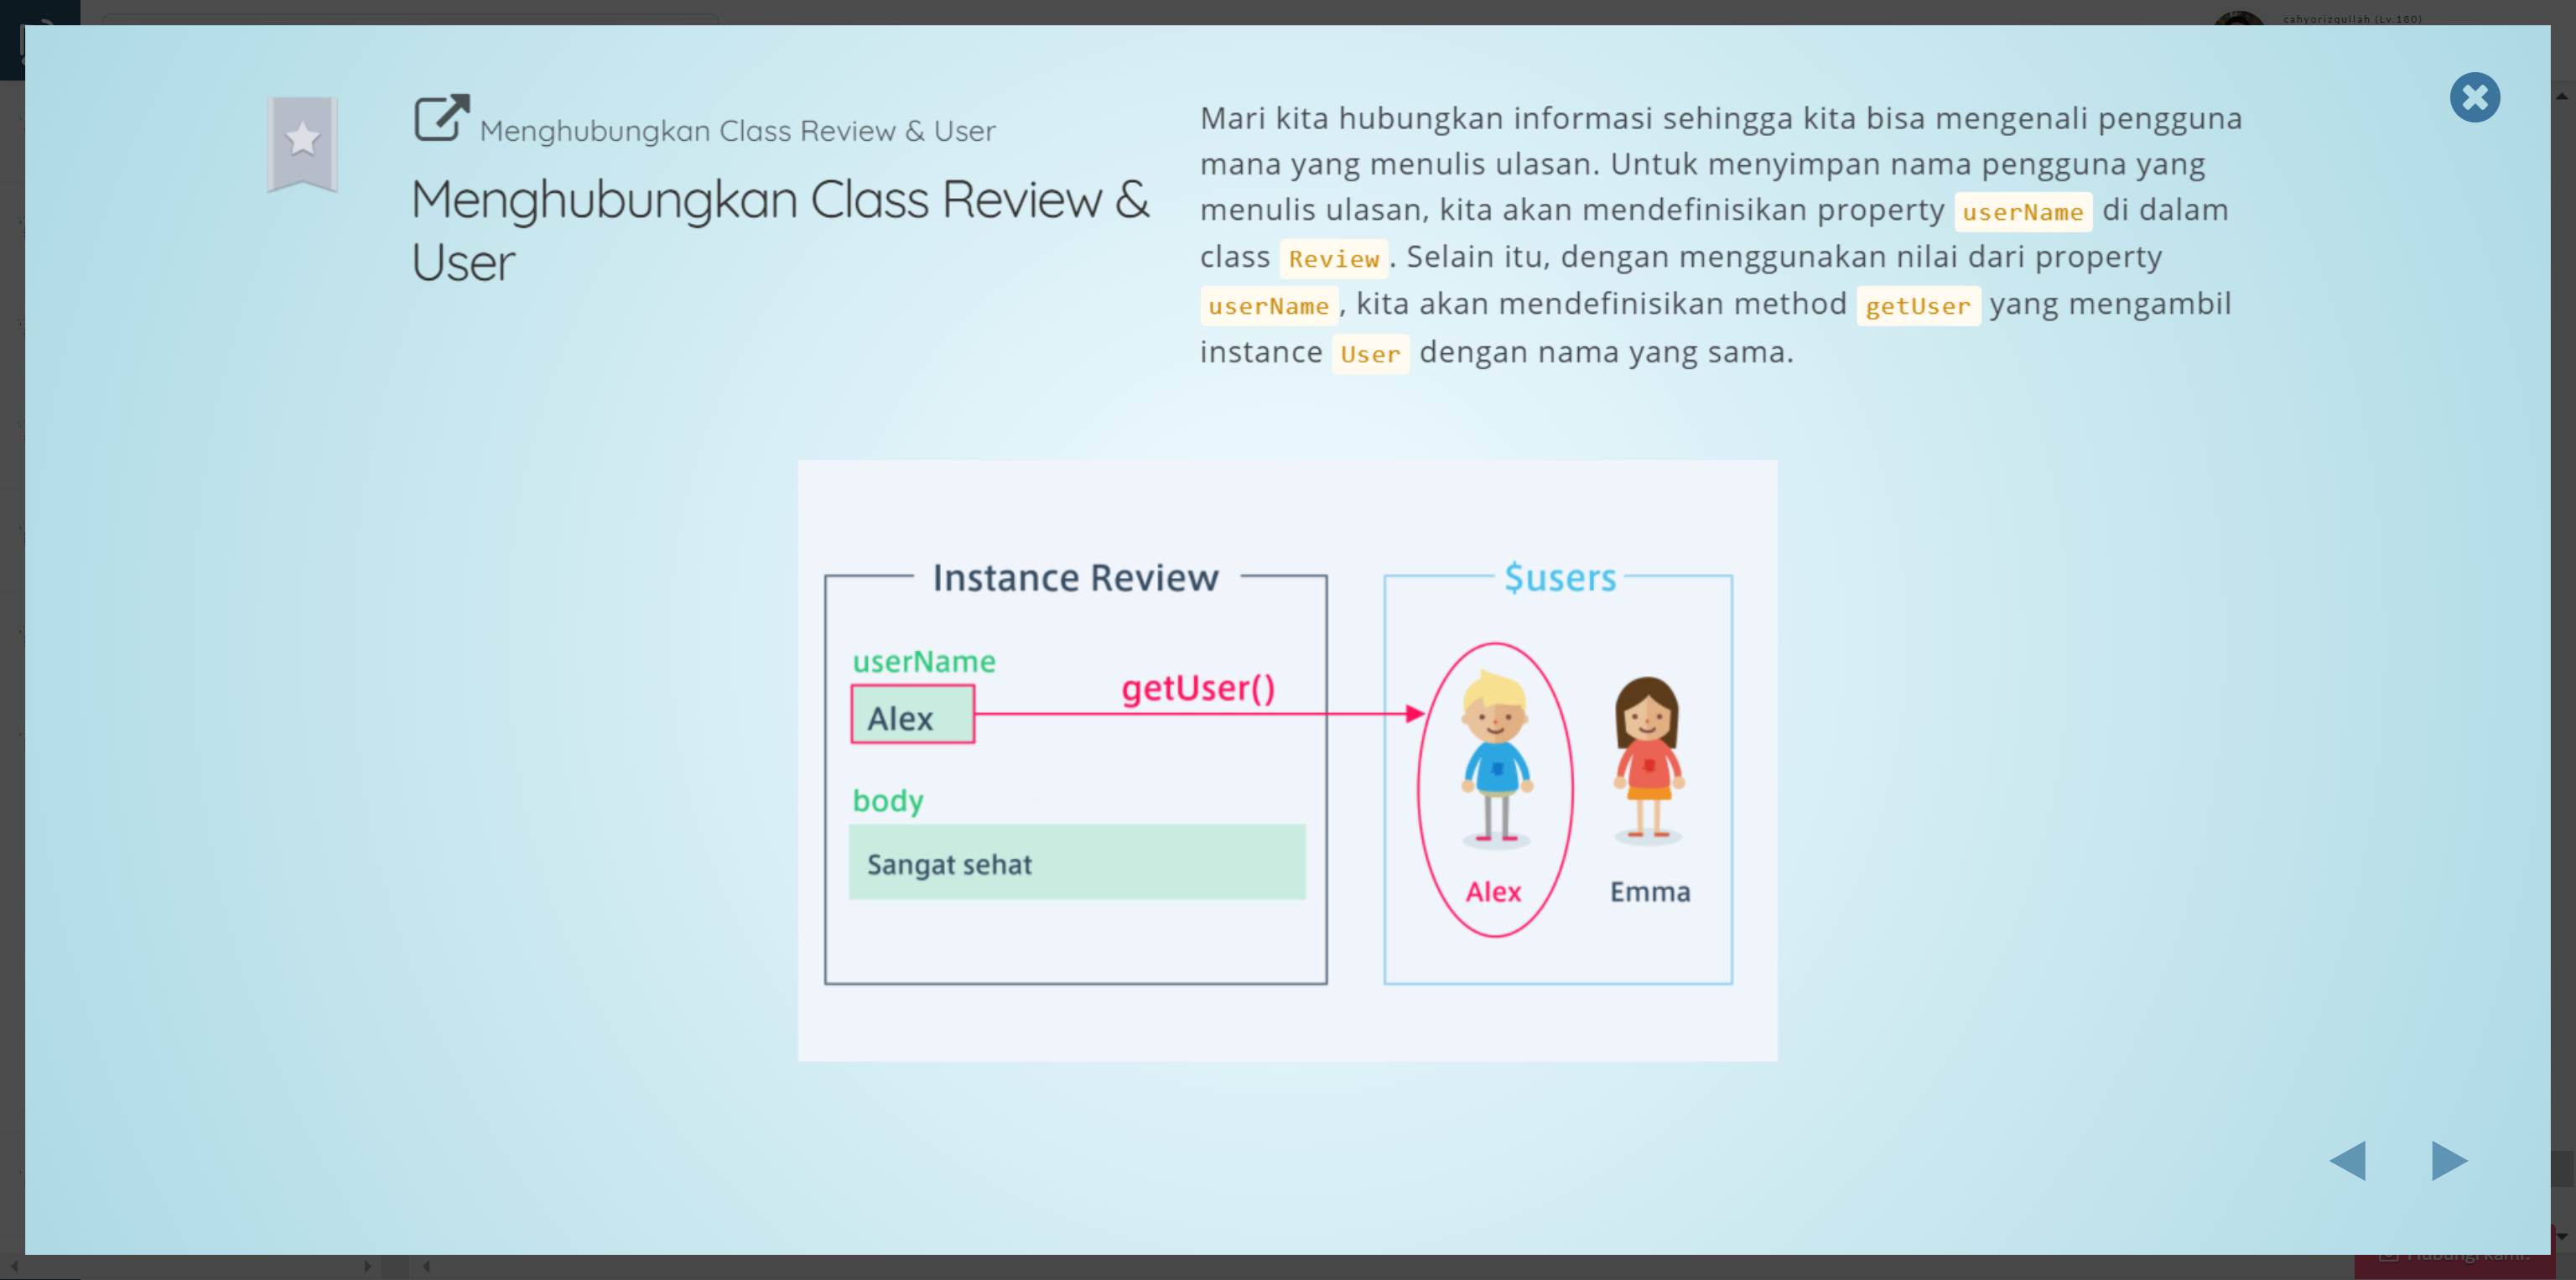 cahyorizqullah (Lv.180)
Menghubungkan Class Review & User
Menghubungkan Class Review &
User
Mari kita hubungkan informasi sehingga kita bisa mengenali pengguna
mana yang menulis ulasan. Untuk menyimpan nama pengguna yang
menulis ulasan, kita akan mendefinisikan property userName di dalam
class Review. Selain itu, dengan menggunakan nilai dari property
userName, kita akan mendefinisikan method getUser yang mengambil
instance User dengan nama yang sama.
Instance Review
userName
Alex
getUser()
body
Sangat sehat
$users
Alex
Emma
Hubungi kami!